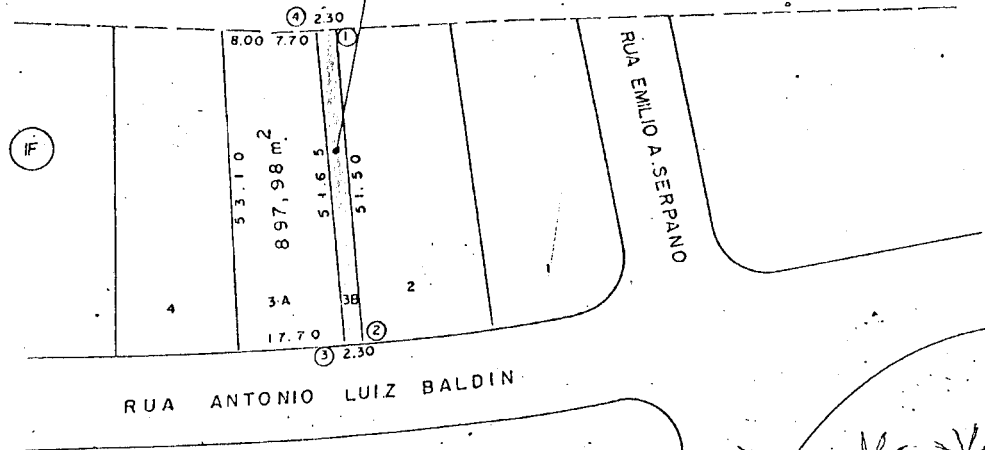 4 2.30
8.00 7.70 1
IF
53.10
897,98 m²
51.65
51.50
RUA EMILIO A. SERPANO
4
3-A
3B
2
1
17.70
2
3 2.30
RUA ANTONIO LUIZ BALDIN